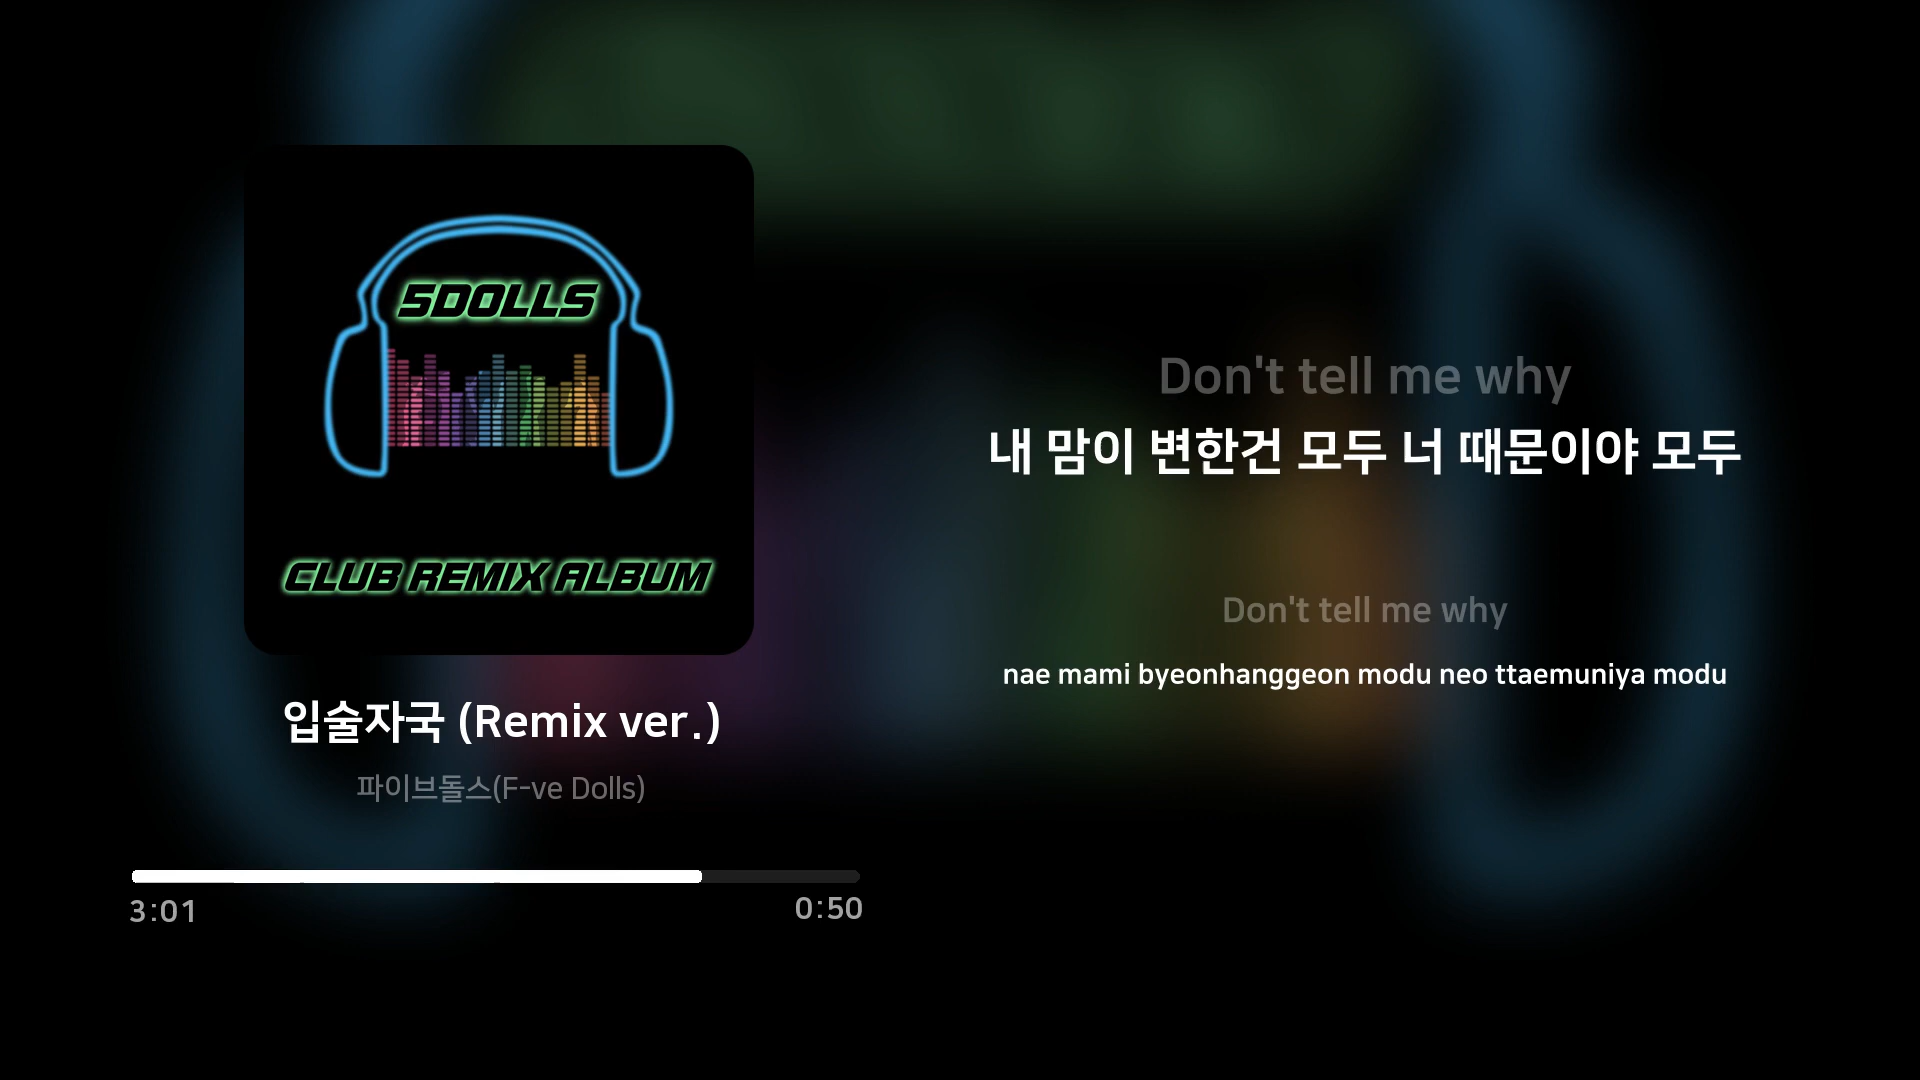 5DOLLS
CLUB REMIX ALBUM
입술자국 (Remix ver.)
파이브돌스(F-ve Dolls)
3:01
0:50
Don't tell me why
내 맘이 변한건 모두 너 때문이야 모두
Don't tell me why
nae mami byeonhanggeon modu neo ttaemuniya modu